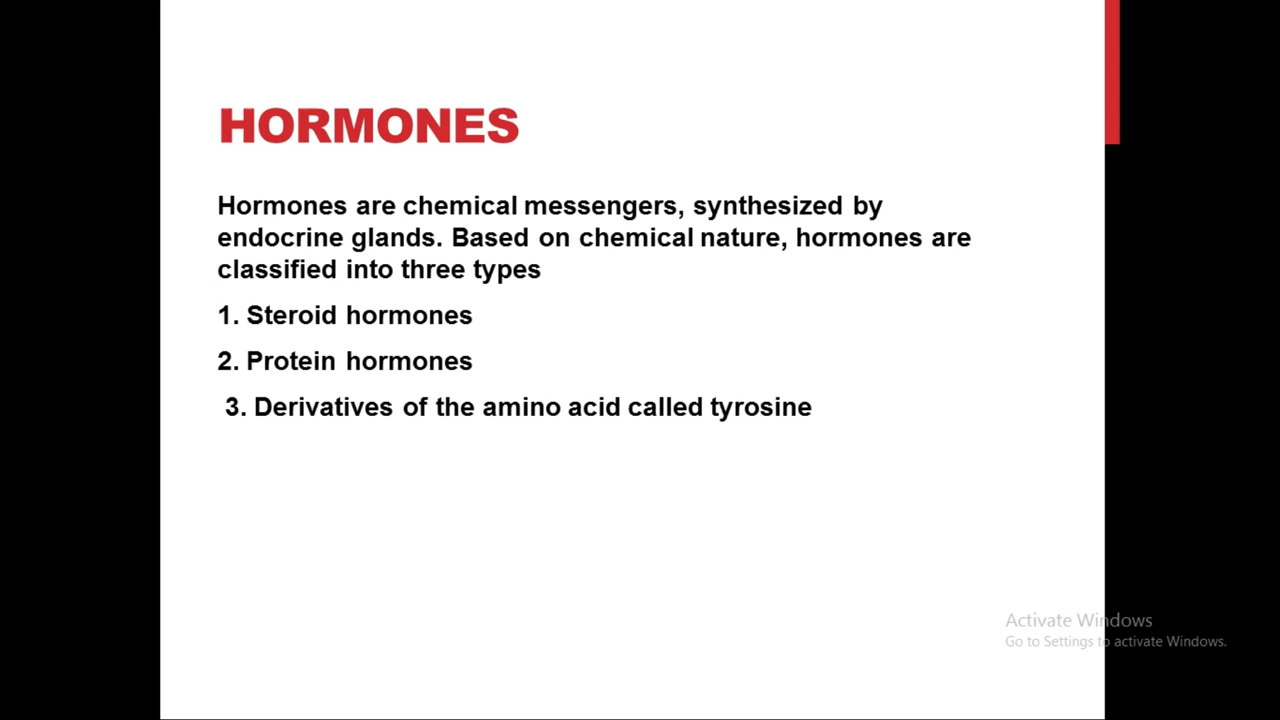 HORMONES
Hormones are chemical messengers, synthesized by
endocrine glands. Based on chemical nature, hormones are
classified into three types
1. Steroid hormones
2. Protein hormones
3. Derivatives of the amino acid called tyrosine
Activate Windows
Go to Settings to activate Windows.